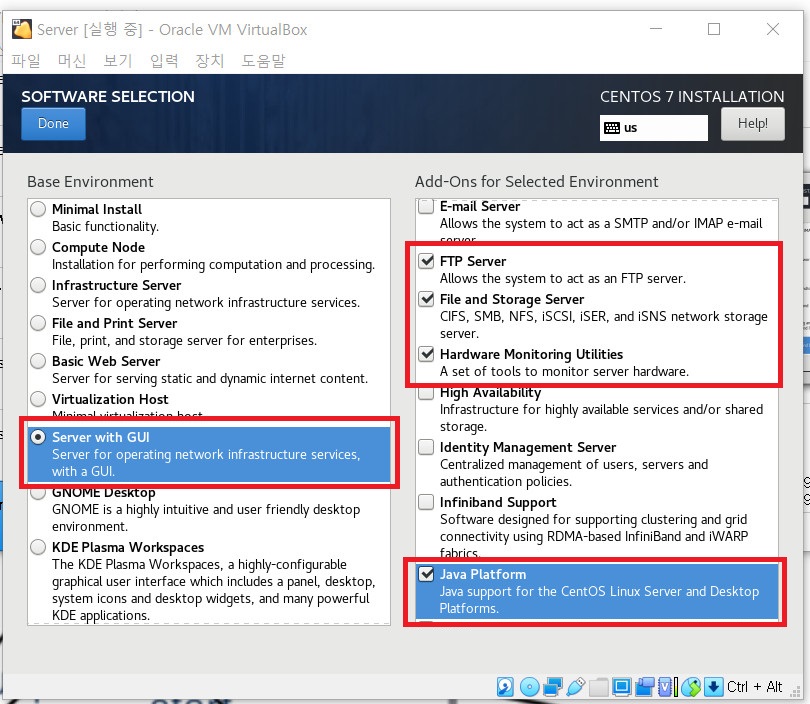 Server [실행 중] - Oracle VM VirtualBox
파일 머신 보기 입력 장치 도움말
SOFTWARE SELECTION
CENTOS 7 INSTALLATION
Done
us
Help!
Base Environment
Minimal Install
Basic functionality.
Compute Node
Installation for performing computation and processing.
Infrastructure Server
Server for operating network infrastructure services.
File and Print Server
File, print, and storage server for enterprises.
Basic Web Server
Server for serving static and dynamic internet content.
Virtualization Host
Minimal virtualization host.
Server with GUI
Server for operating network infrastructure services,
with a GUI.
GNOME Desktop
GNOME is a highly intuitive and user friendly desktop
environment.
KDE Plasma Workspaces
The KDE Plasma Workspaces, a highly-configurable
graphical user interface which includes a panel, desktop,
system icons and desktop widgets, and many powerful
KDE applications.
Add-Ons for Selected Environment
E-mail Server
Allows the system to act as a SMTP and/or IMAP e-mail
server.
FTP Server
Allows the system to act as an FTP server.
File and Storage Server
CIFS, SMB, NFS, iSCSI, iSER, and iSNS network storage
server.
Hardware Monitoring Utilities
A set of tools to monitor server hardware.
High Availability
Infrastructure for highly available services and/or shared
storage.
Identity Management Server
Centralized management of users, servers and
authentication policies.
Infiniband Support
Software designed for supporting clustering and grid
connectivity using RDMA-based InfiniBand and iWARP
fabrics.
Java Platform
Java support for the CentOS Linux Server and Desktop
Platforms.
Ctrl + Alt